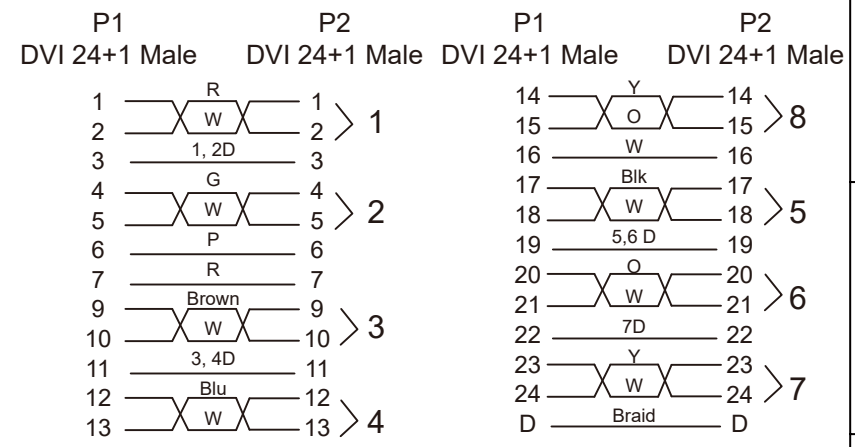 P1 P2 P1 P2
DVI 24+1 Male DVI 24+1 Male DVI 24+1 Male DVI 24+1 Male
R
1 1
W 1
2 2
1, 2D
3 3
G
4 4
W 2
5 5
P
6 6
R
7 7
Brown
9 9
W 3
10 10
3, 4D
11 11
Blu
12 12
W 4
13 13
Y
14 14
O 8
15 15
W
16 16
Blk
17 17
W 5
18 18
5,6 D
19 19
O
20 20
W 6
21 21
7D
22 22
Y
23 23
W 7
24 24
Braid
D D